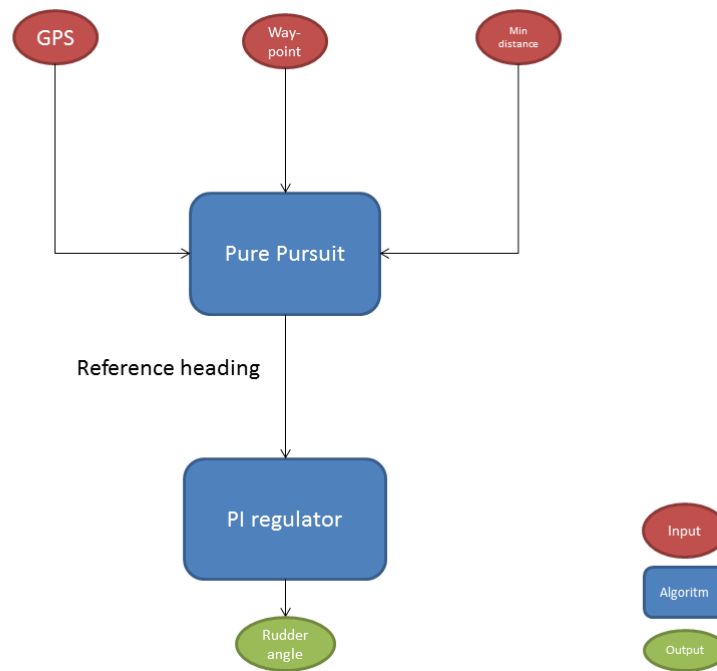 GPS
Way-
point
Min
distance
Pure Pursuit
Reference heading
PI regulator
Rudder
angle
Input
Algoritm
Output